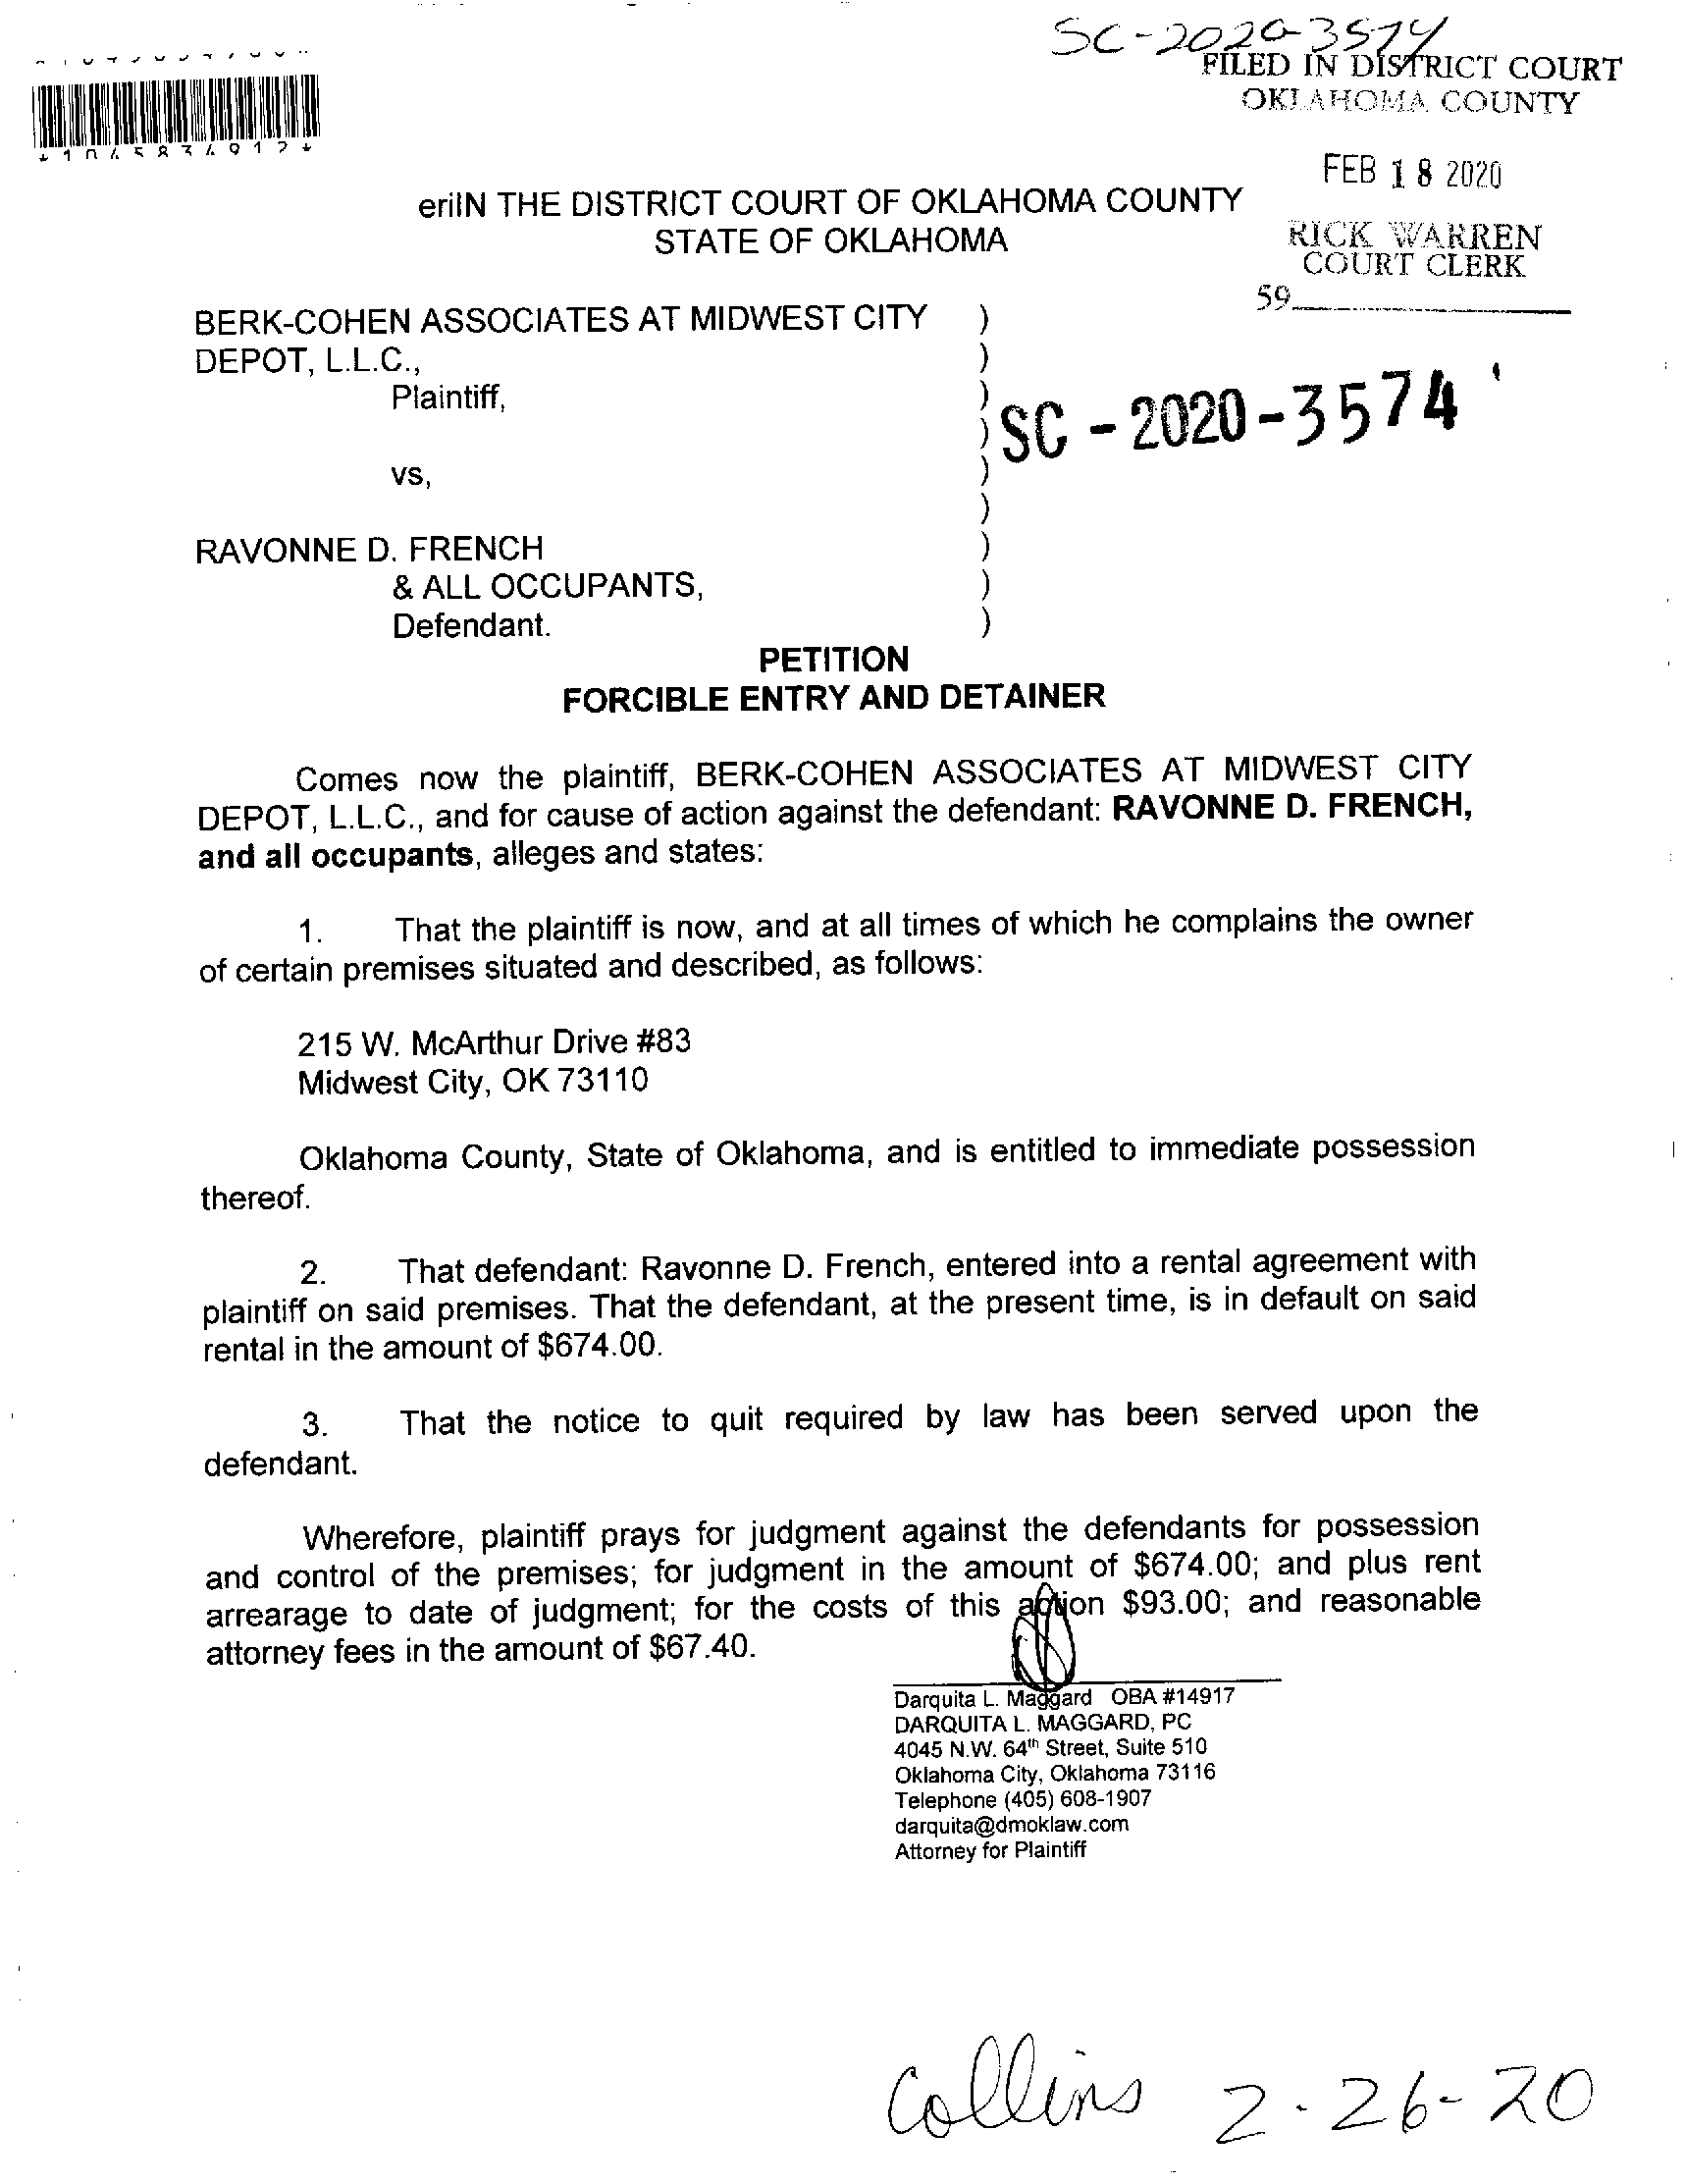 SC-2020-3574
FILED IN DISTRICT COURT
OKLAHOMA COUNTY
*1045834912*
FEB 18 2020
eriIN THE DISTRICT COURT OF OKLAHOMA COUNTY
STATE OF OKLAHOMA
RICK WARREN
COURT CLERK
59
BERK-COHEN ASSOCIATES AT MIDWEST CITY )
DEPOT, L.L.C., )
Plaintiff, )
)
SC - 2020 - 3574
vs, )
)
RAVONNE D. FRENCH )
& ALL OCCUPANTS, )
Defendant. )
PETITION
FORCIBLE ENTRY AND DETAINER
Comes now the plaintiff, BERK-COHEN ASSOCIATES AT MIDWEST CITY
DEPOT, L.L.C., and for cause of action against the defendant: RAVONNE D. FRENCH,
and all occupants, alleges and states:
1. That the plaintiff is now, and at all times of which he complains the owner
of certain premises situated and described, as follows:
215 W. McArthur Drive #83
Midwest City, OK 73110
Oklahoma County, State of Oklahoma, and is entitled to immediate possession
thereof.
2. That defendant: Ravonne D. French, entered into a rental agreement with
plaintiff on said premises. That the defendant, at the present time, is in default on said
rental in the amount of $674.00.
3. That the notice to quit required by law has been served upon the
defendant.
Wherefore, plaintiff prays for judgment against the defendants for possession
and control of the premises; for judgment in the amount of $674.00; and plus rent
arrearage to date of judgment; for the costs of this action $93.00; and reasonable
attorney fees in the amount of $67.40.
Darquita L. Maggard OBA #14917
DARQUITA L. MAGGARD, PC
4045 N.W. 64th Street, Suite 510
Oklahoma City, Oklahoma 73116
Telephone (405) 608-1907
darquita@dmoklaw.com
Attorney for Plaintiff
Collins 2-26-20